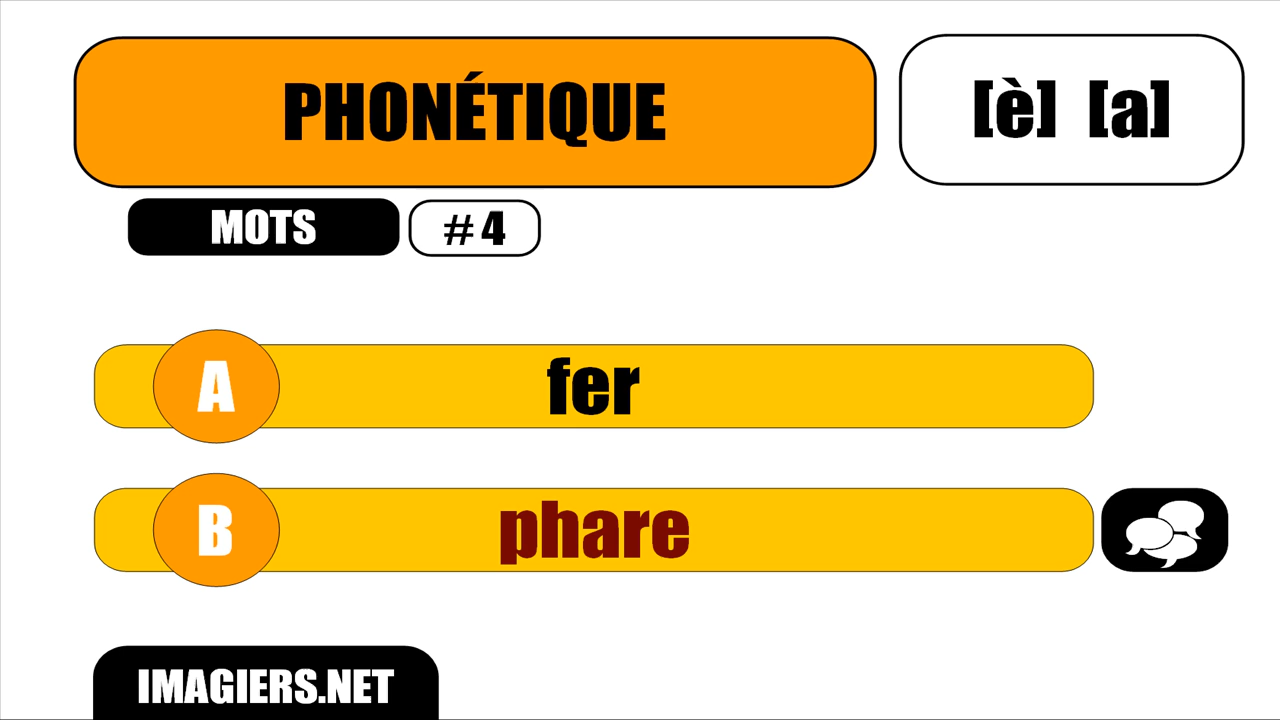 PHONÉTIQUE
[è] [a]
MOTS
# 4
A
fer
B
phare
IMAGIERS.NET